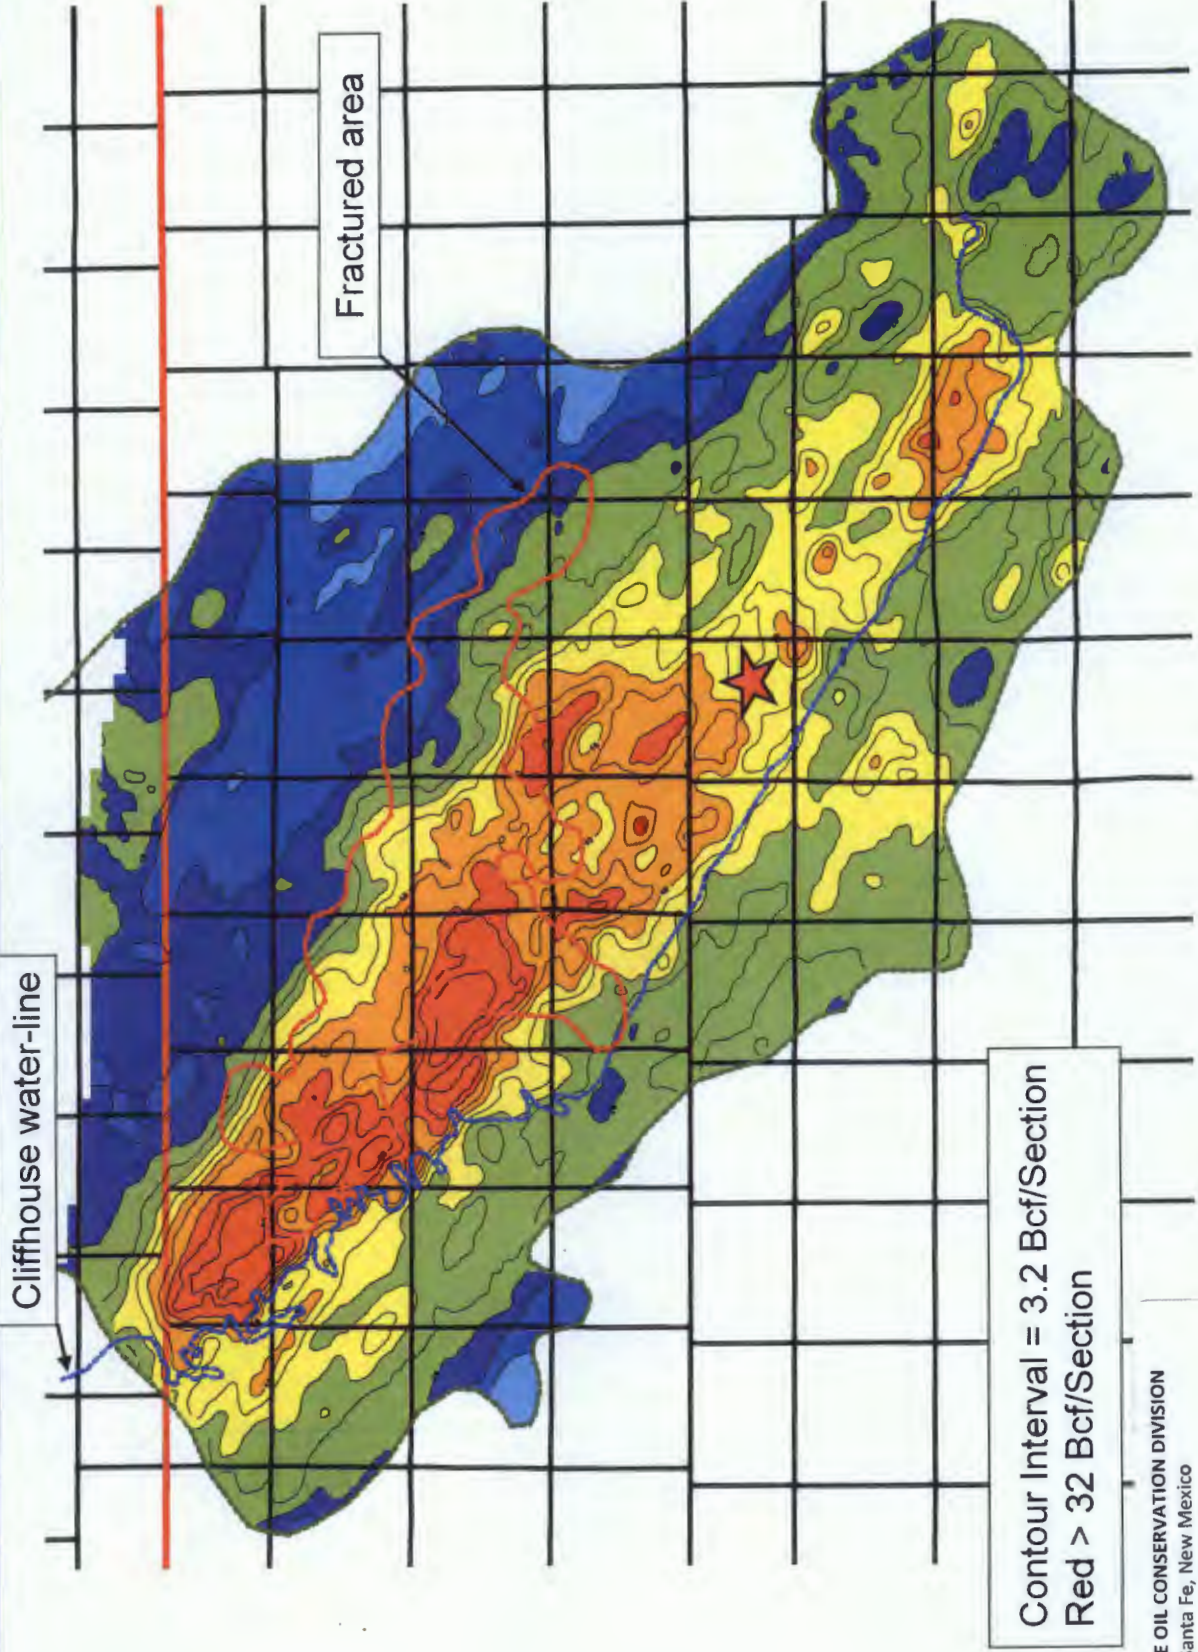 Cliffhouse water-line
Fractured area
Contour Interval = 3.2 Bcf/Section
Red > 32 Bcf/Section
E OIL CONSERVATION DIVISION
anta Fe, New Mexico